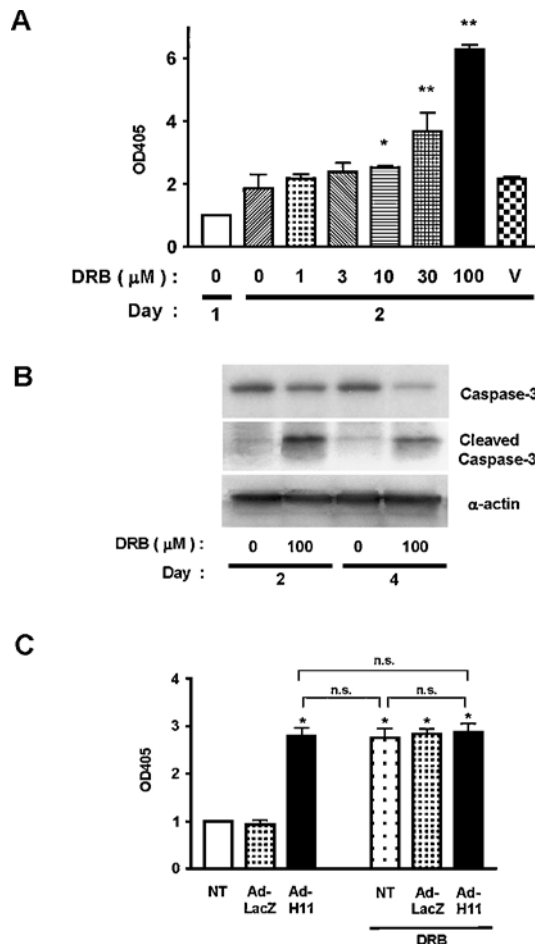 A
OD405
6
4
2
0
* ** **
DRB ( μM ) : 0 0 1 3 10 30 100 V
Day : 1 2
B
Caspase-3
Cleaved
Caspase-3
α-actin
DRB ( μM ) : 0 100 0 100
Day : 2 4
C
OD405
4
3
2
1
0
n.s.
n.s. n.s.
* * * *
NT Ad- Ad- NT Ad- Ad-
LacZ H11 LacZ H11
DRB